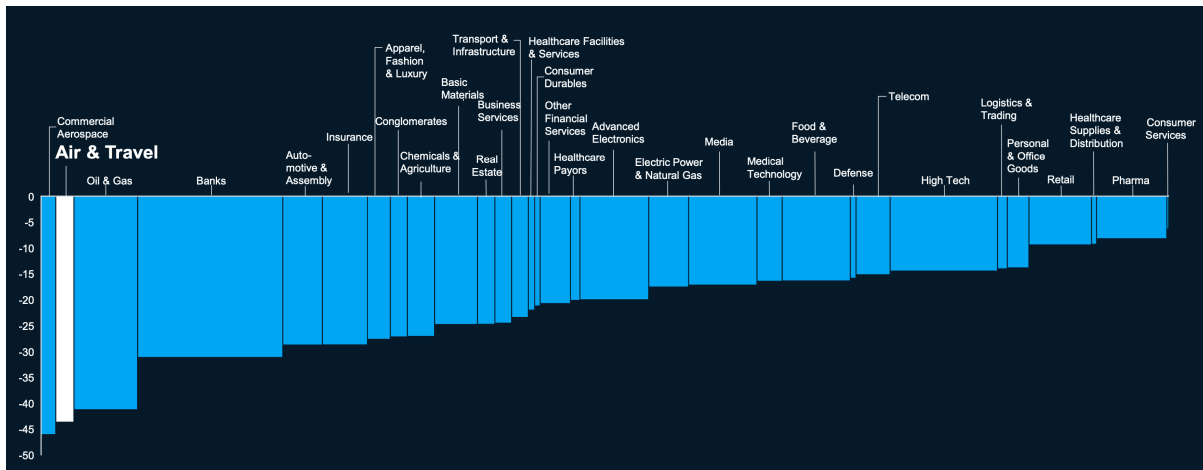 Commercial
Aerospace
Air & Travel
Oil & Gas
Banks
Auto-
motive &
Assembly
Insurance
Apparel,
Fashion
& Luxury
Conglomerates
Chemicals &
Agriculture
Basic
Materials
Real
Estate
Business
Services
Transport &
Infrastructure
Healthcare Facilities
& Services
Consumer
Durables
Other
Financial
Services
Healthcare
Payors
Advanced
Electronics
Electric Power
& Natural Gas
Media
Medical
Technology
Food &
Beverage
Defense
Telecom
High Tech
Logistics &
Trading
Personal
& Office
Goods
Retail
Healthcare
Supplies &
Distribution
Pharma
Consumer
Services
0
-5
-10
-15
-20
-25
-30
-35
-40
-45
-50